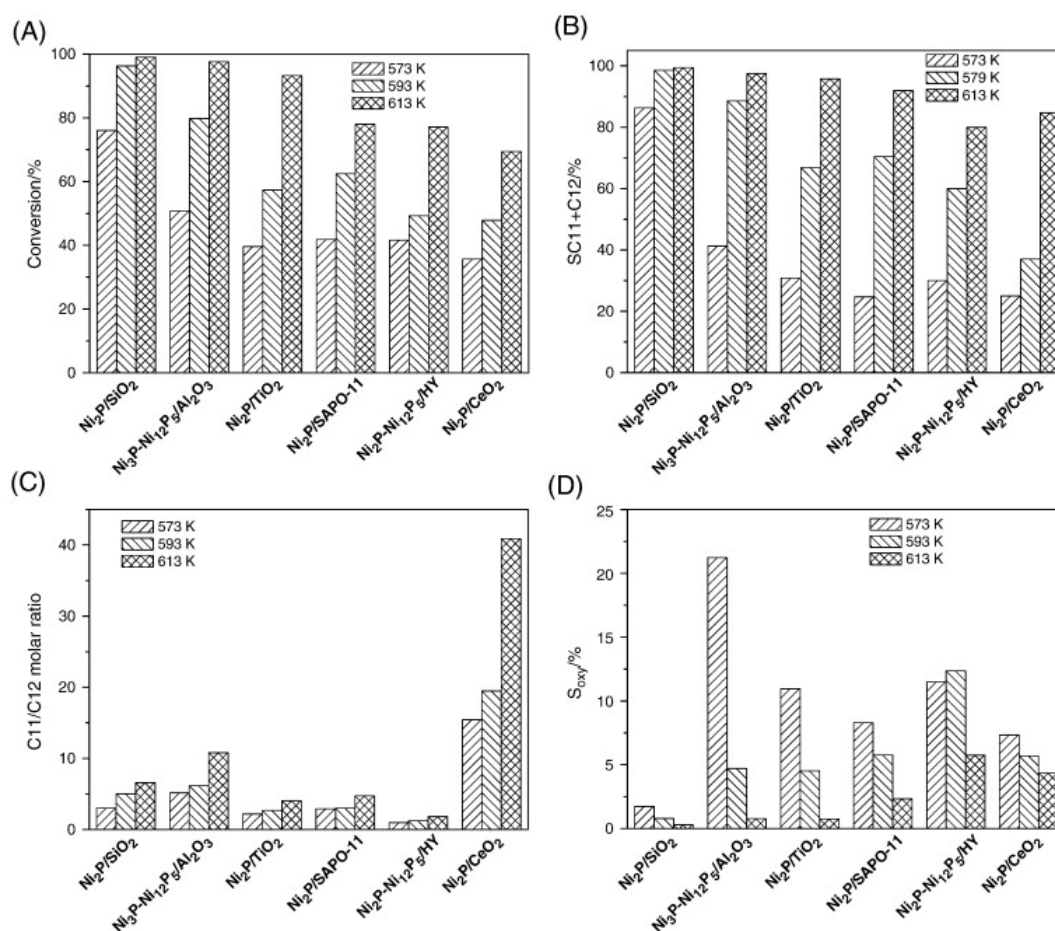 (A)
Conversion/%
100
80
60
40
20
0
573 K
593 K
613 K
Ni₂P/SiO₂
Ni₃P-Ni₁₂P₅/Al₂O₃
Ni₂P/TiO₂
Ni₂P/SAPO-11
Ni₂P-Ni₁₂P₅/HY
Ni₂P/CeO₂
(B)
SC11+C12/%
100
80
60
40
20
0
573 K
579 K
613 K
Ni₂P/SiO₂
Ni₃P-Ni₁₂P₅/Al₂O₃
Ni₂P/TiO₂
Ni₂P/SAPO-11
Ni₂P-Ni₁₂P₅/HY
Ni₂P/CeO₂
(C)
C11/C12 molar ratio
40
30
20
10
0
573 K
593 K
613 K
Ni₂P/SiO₂
Ni₃P-Ni₁₂P₅/Al₂O₃
Ni₂P/TiO₂
Ni₂P/SAPO-11
Ni₂P-Ni₁₂P₅/HY
Ni₂P/CeO₂
(D)
Sₒₓy/%
25
20
15
10
5
0
573 K
593 K
613 K
Ni₂P/SiO₂
Ni₃P-Ni₁₂P₅/Al₂O₃
Ni₂P/TiO₂
Ni₂P/SAPO-11
Ni₂P-Ni₁₂P₅/HY
Ni₂P/CeO₂